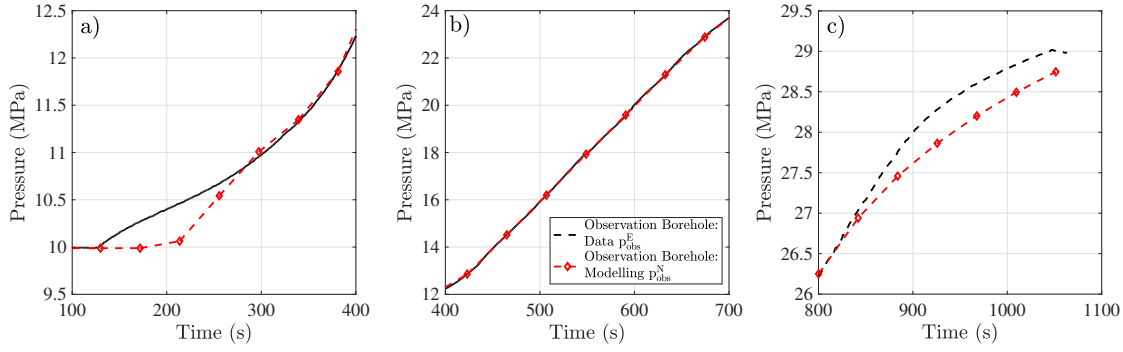 a)
12.5
12
11.5
11
10.5
10
9.5
100
200
300
400
Pressure (MPa)
Time (s)
b)
24
22
20
18
16
14
12
400
500
600
700
Pressure (MPa)
Time (s)
Observation Borehole:
Data p_obs^E
Observation Borehole:
Modelling p_obs^N
c)
29.5
29
28.5
28
27.5
27
26.5
26
800
900
1000
1100
Pressure (MPa)
Time (s)